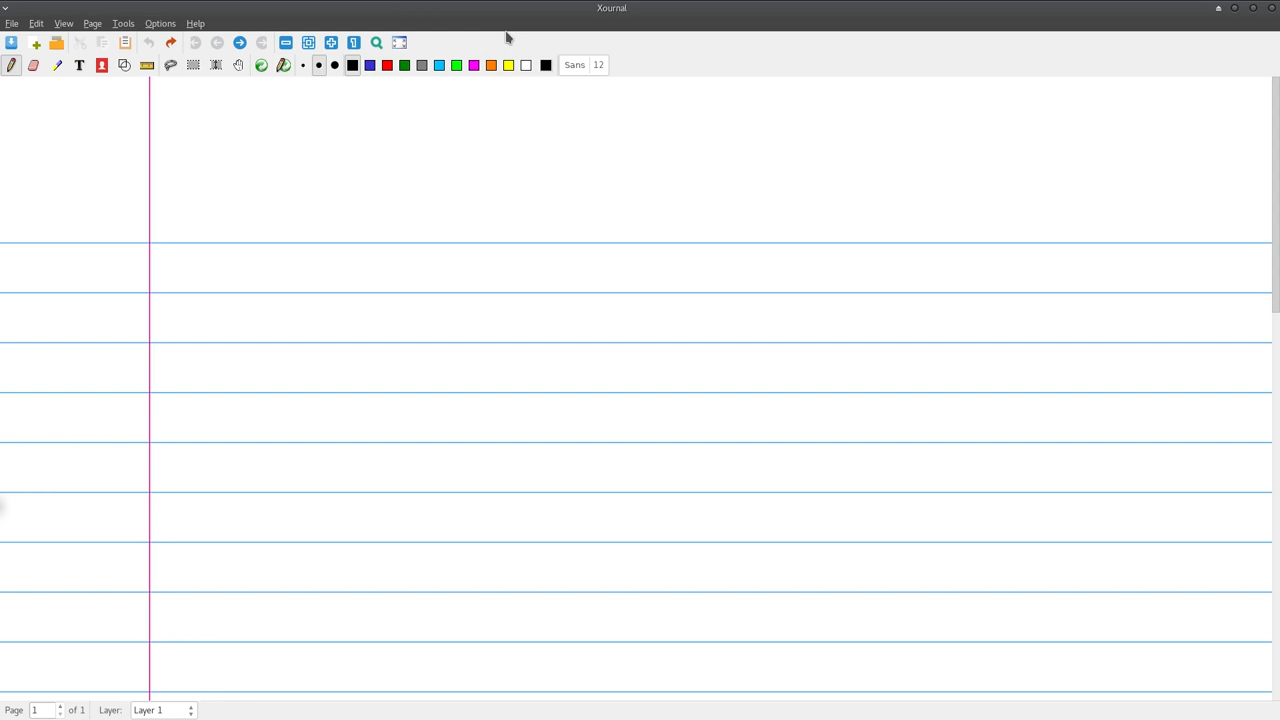 Xournal
File Edit View Page Tools Options Help
T Sans 12
Page 1 of 1 Layer: Layer 1